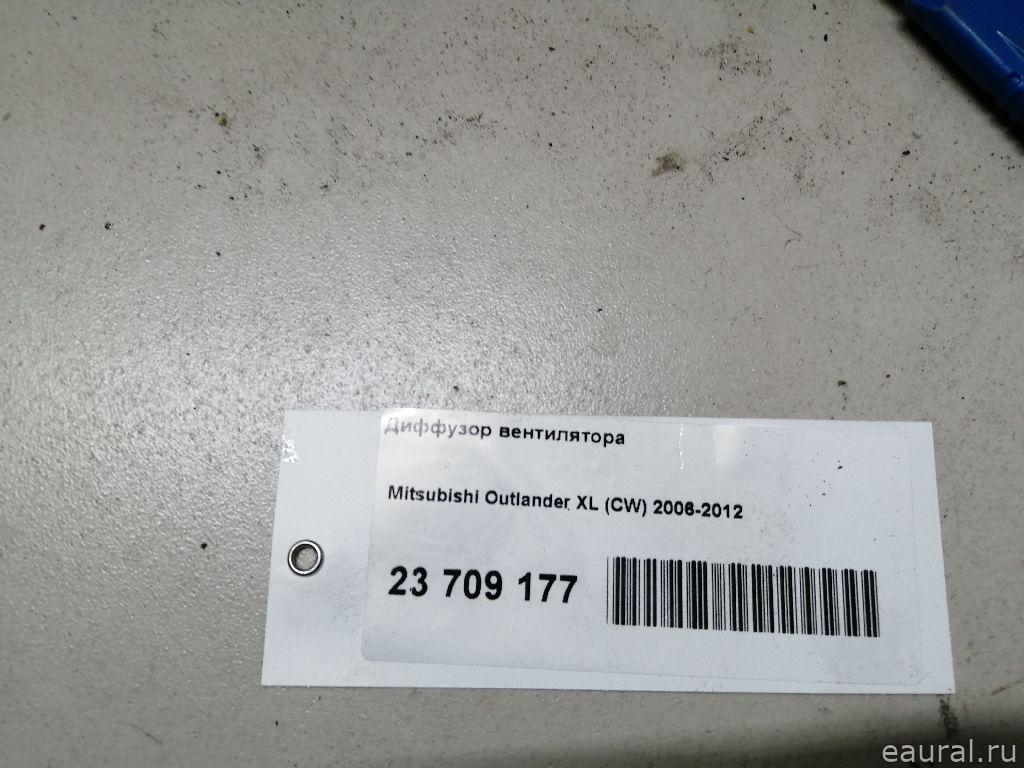 Диффузор вентилятора
Mitsubishi Outlander XL (CW) 2006-2012
23 709 177
eaural.ru